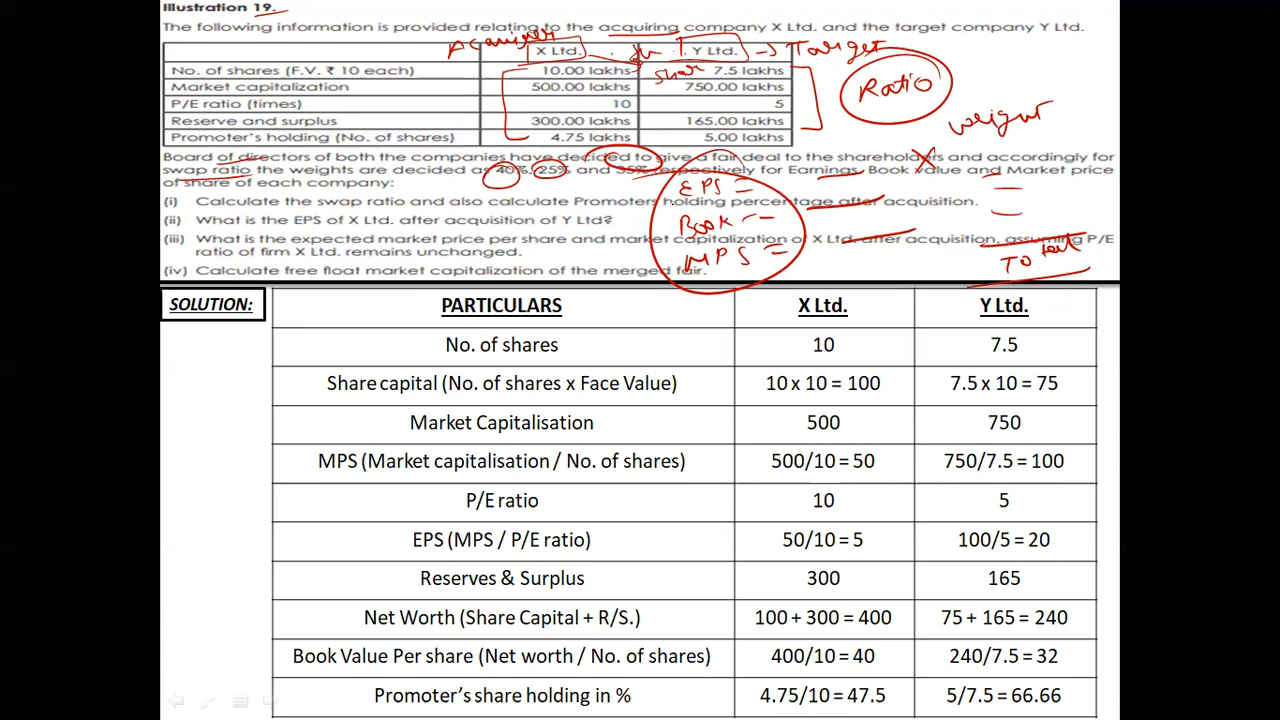 Illustration 19.
The following information is provided relating to the acquiring company X Ltd. and the target company Y Ltd.
Acquirer X Ltd. Y Ltd. → Target
No. of shares (F.V. ₹ 10 each) 10.00 lakhs 7.5 lakhs
Market capitalization 500.00 lakhs 750.00 lakhs
P/E ratio (times) 10 5
Reserve and surplus 300.00 lakhs 165.00 lakhs
Promoter's holding (No. of shares) 4.75 lakhs 5.00 lakhs
Ratio
weight
Board of directors of both the companies have decided to give a fair deal to the shareholders and accordingly for
swap ratio the weights are decided as 40%, 25% and 35% respectively for Earnings, Book Value and Market price
of share of each company:
(i) Calculate the swap ratio and also calculate Promoters holding percentage after acquisition.
(ii) What is the EPS of X Ltd. after acquisition of Y Ltd?
(iii) What is the expected market price per share and market capitalization of X Ltd. after acquisition, assuming P/E
ratio of firm X Ltd. remains unchanged.
(iv) Calculate free float market capitalization of the merged fair.
EPS =
Book =
MPS =
Total
SOLUTION: PARTICULARS X Ltd. Y Ltd.
No. of shares 10 7.5
Share capital (No. of shares x Face Value) 10 x 10 = 100 7.5 x 10 = 75
Market Capitalisation 500 750
MPS (Market capitalisation / No. of shares) 500/10 = 50 750/7.5 = 100
P/E ratio 10 5
EPS (MPS / P/E ratio) 50/10 = 5 100/5 = 20
Reserves & Surplus 300 165
Net Worth (Share Capital + R/S.) 100 + 300 = 400 75 + 165 = 240
Book Value Per share (Net worth / No. of shares) 400/10 = 40 240/7.5 = 32
Promoter's share holding in % 4.75/10 = 47.5 5/7.5 = 66.66